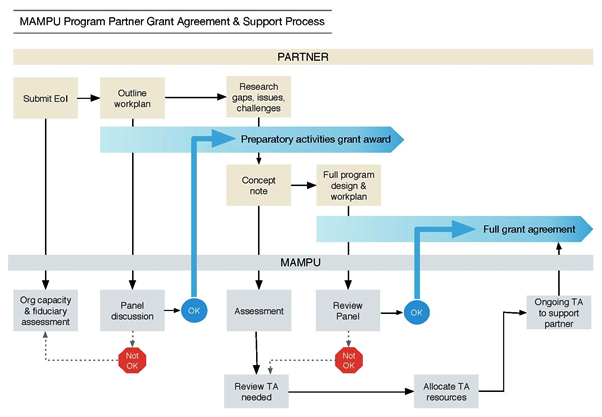 MAMPU Program Partner Grant Agreement & Support Process
PARTNER
Submit EoI
Outline
workplan
Research
gaps, issues,
challenges
Preparatory activities grant award
Concept
note
Full program
design &
workplan
Full grant agreement
MAMPU
Org capacity
& fiduciary
assessment
Panel
discussion
OK
Assessment
Review
Panel
OK
Ongoing TA
to support
partner
Not
OK
Not
OK
Review TA
needed
Allocate TA
resources